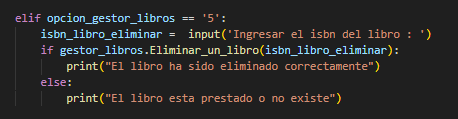 elif opcion_gestor_libros == '5':
isbn_libro_eliminar =  input('Ingresar el isbn del libro : ')
if gestor_libros.Eliminar_un_libro(isbn_libro_eliminar):
print("El libro ha sido eliminado correctamente")
else:
print("El libro esta prestado o no existe")